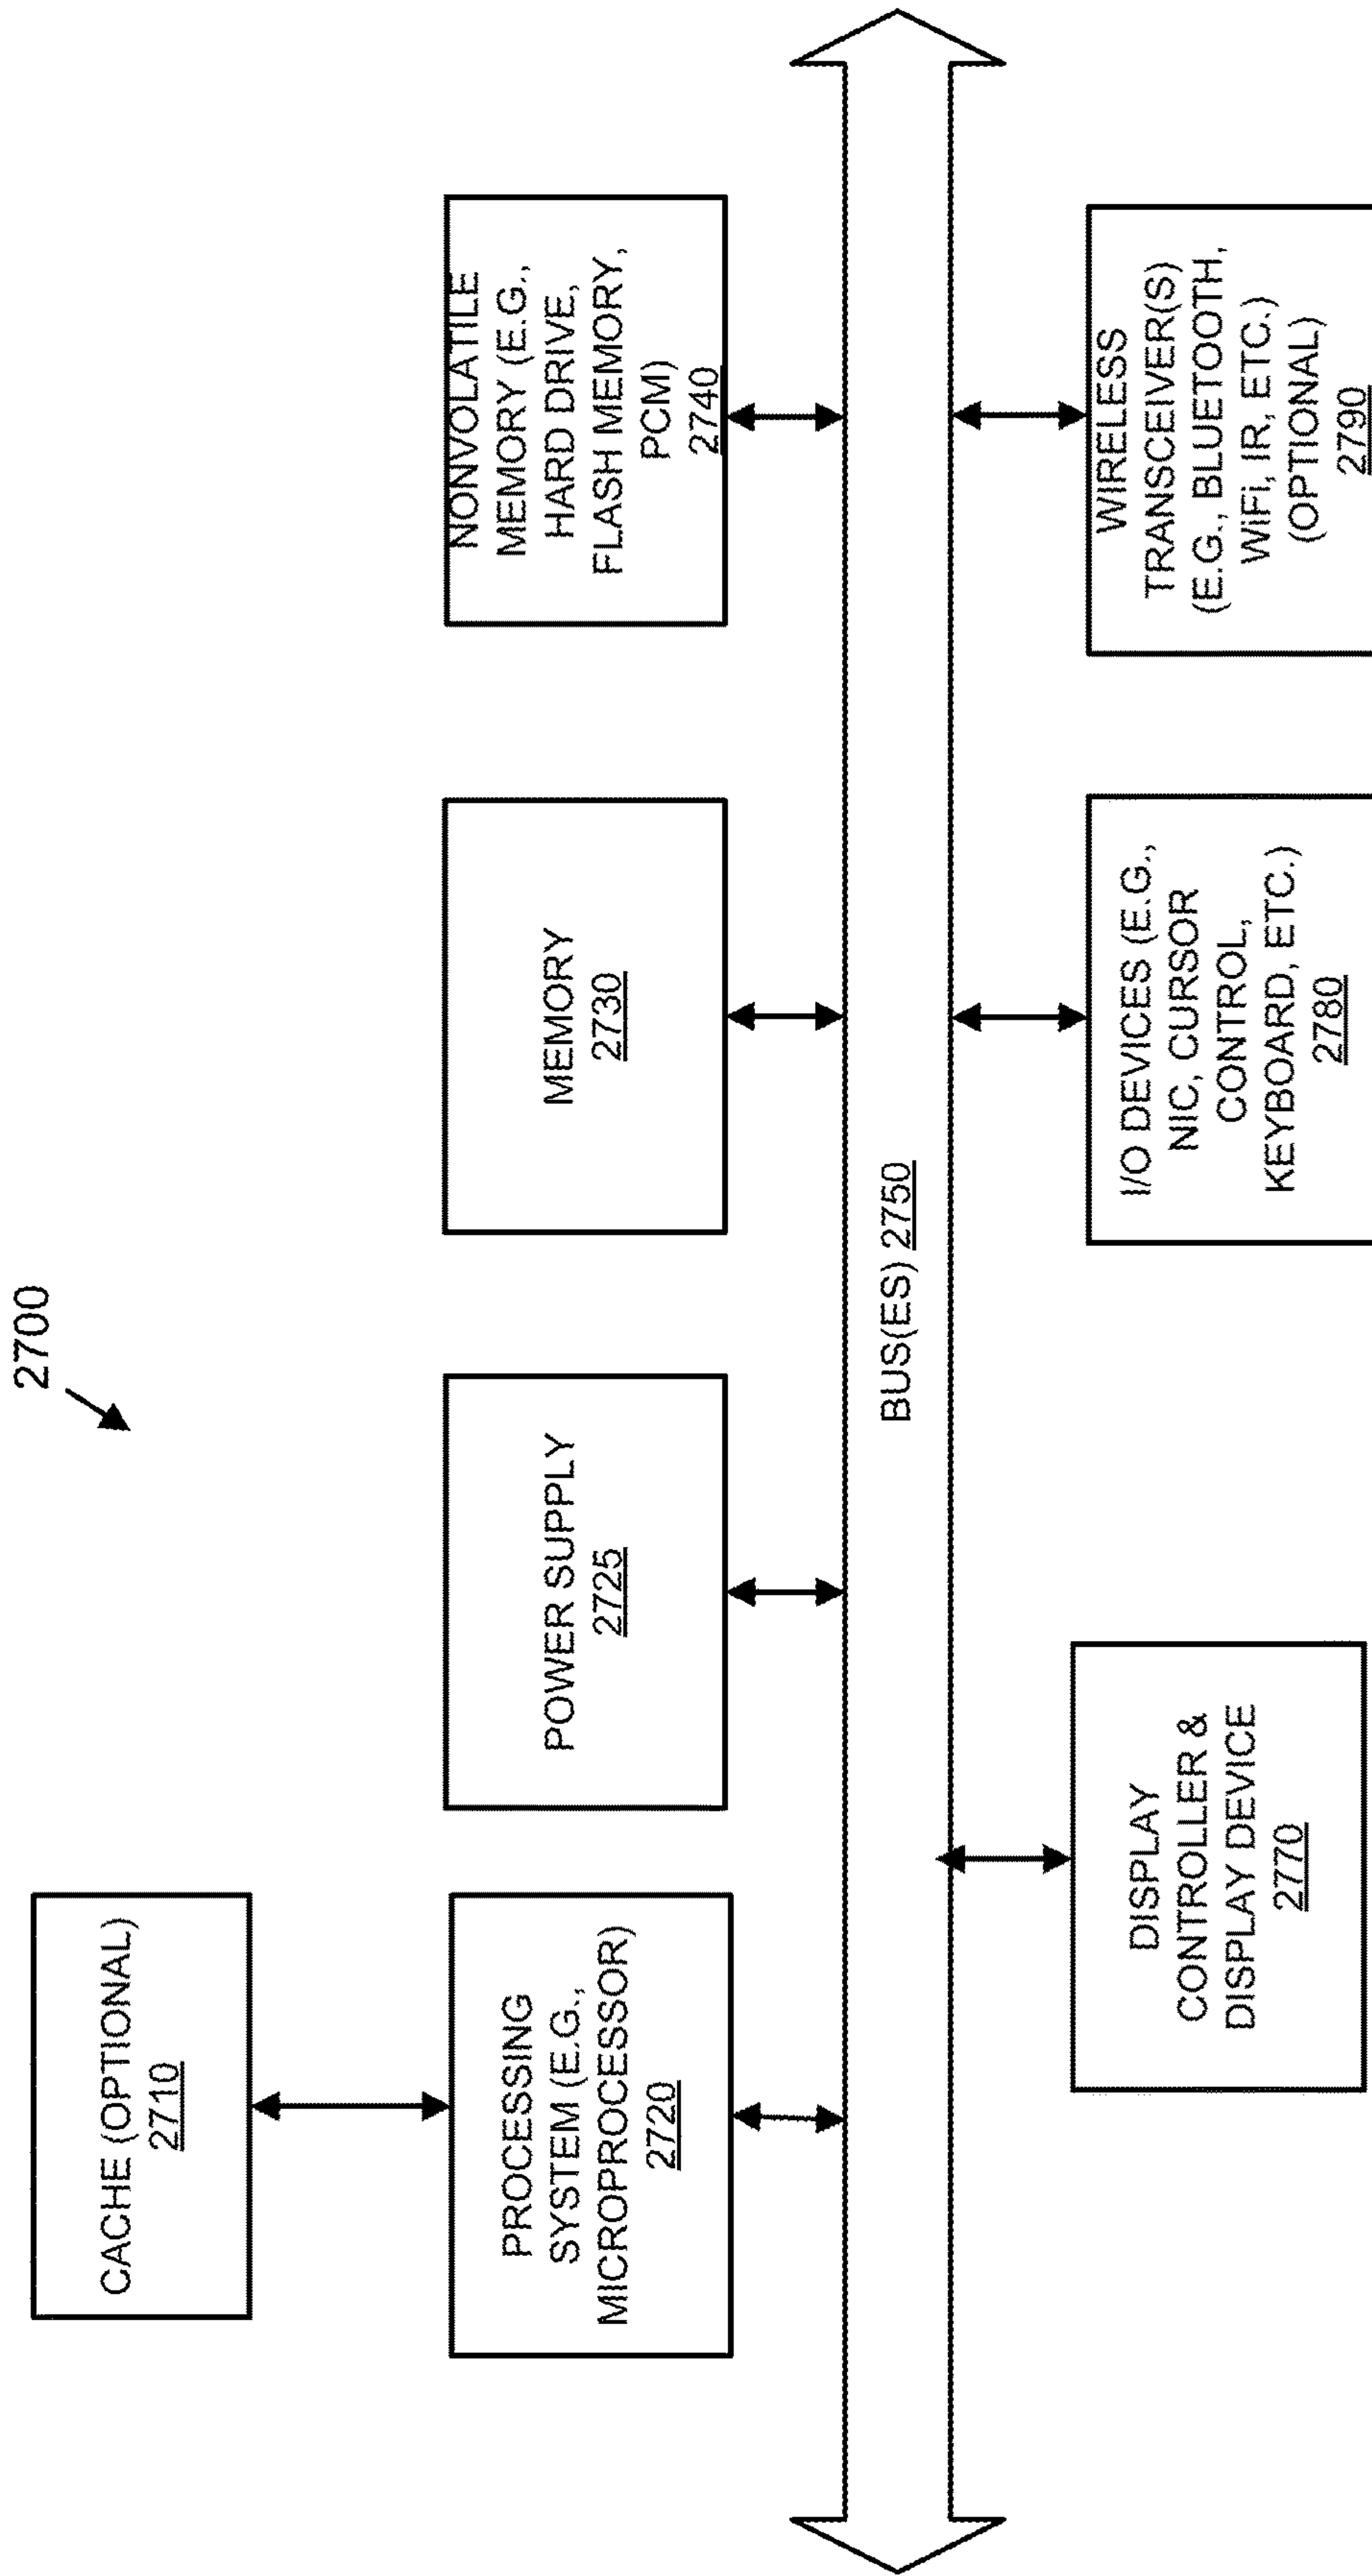 2700
CACHE (OPTIONAL)
2710
PROCESSING
SYSTEM (E.G.,
MICROPROCESSOR)
2720
POWER SUPPLY
2725
MEMORY
2730
NONVOLATILE
MEMORY (E.G.,
HARD DRIVE,
FLASH MEMORY,
PCM)
2740
BUS(ES) 2750
DISPLAY
CONTROLLER &
DISPLAY DEVICE
2770
I/O DEVICES (E.G.,
NIC, CURSOR
CONTROL,
KEYBOARD, ETC.)
2780
WIRELESS
TRANSCEIVER(S)
(E.G., BLUETOOTH,
WiFi, IR, ETC.)
(OPTIONAL)
2790